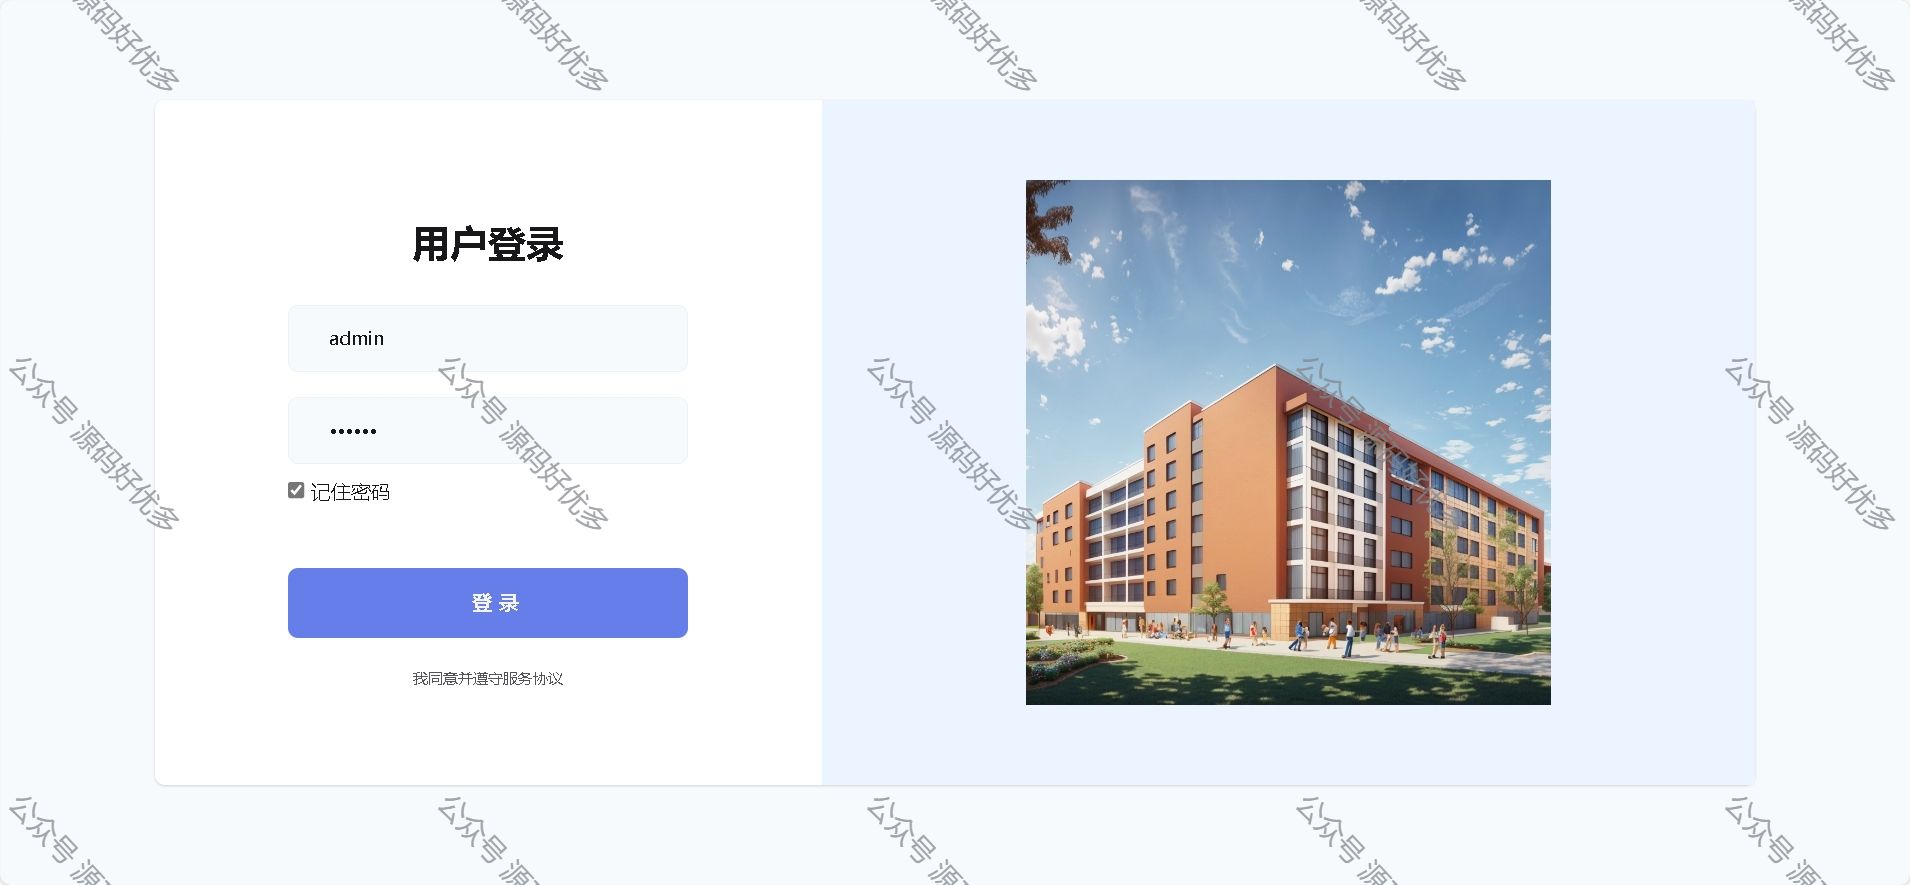 源码好优多
源码好优多
源码好优多
源码好优多
源码好优多
用户登录
admin
••••••
记住密码
登 录
我同意并遵守服务协议
公众号 源码好优多
公众号 源码好优多
公众号 源码好优多
公众号 源码好优多
公众号 源码好优多
公众号 源
公众号 源
公众号 源
公众号 源
公众号 源